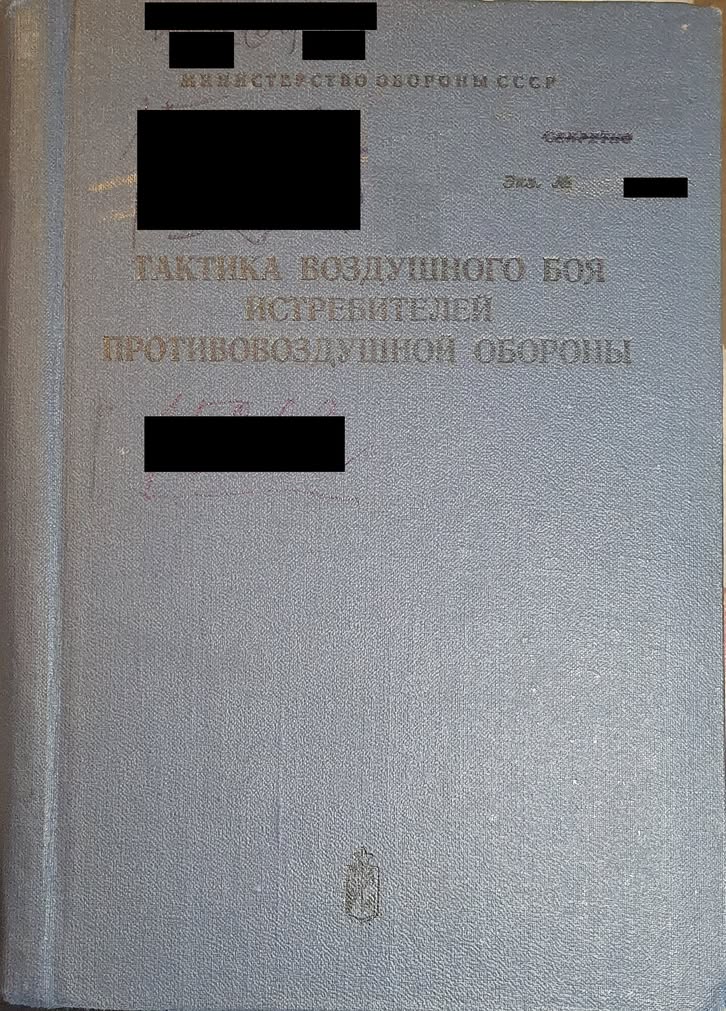 МИНИСТЕРСТВО ОБОРОНЫ СССР
СЕКРЕТНО
Экз. №
ТАКТИКА ВОЗДУШНОГО БОЯ
ИСТРЕБИТЕЛЕЙ
ПРОТИВОВОЗДУШНОЙ ОБОРОНЫ